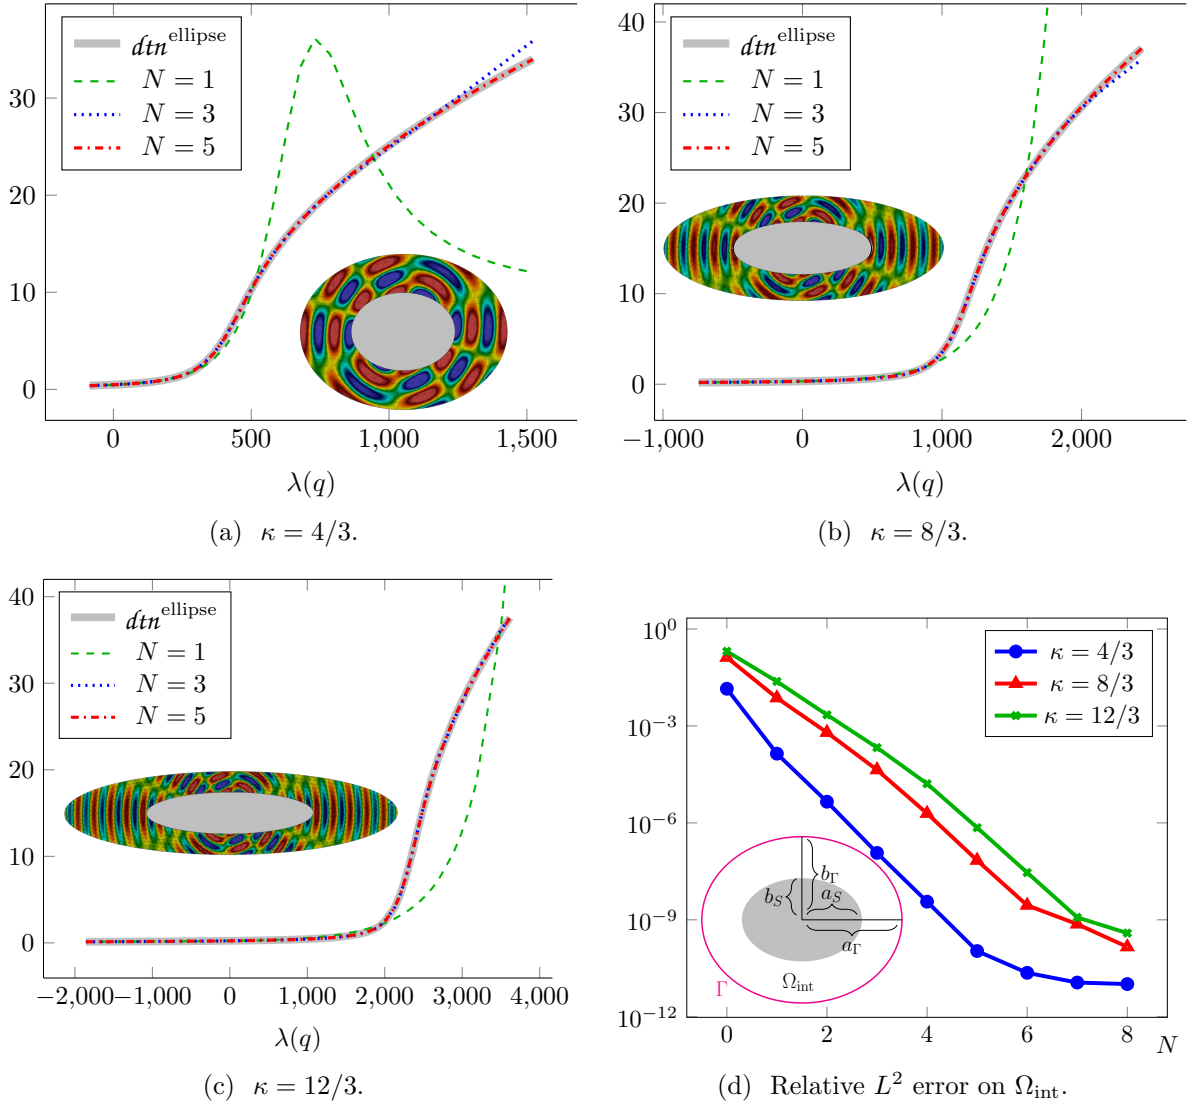 dtn^ellipse
N = 1
N = 3
N = 5
30
20
10
0
0
500
1,000
1,500
λ(q)
(a) κ = 4/3.
40
30
20
10
0
dtn^ellipse
N = 1
N = 3
N = 5
−1,000
0
1,000
2,000
λ(q)
(b) κ = 8/3.
40
30
20
10
0
dtn^ellipse
N = 1
N = 3
N = 5
−2,000
−1,000
0
1,000
2,000
3,000
4,000
λ(q)
(c) κ = 12/3.
10^0
10^−3
10^−6
10^−9
10^−12
κ = 4/3
κ = 8/3
κ = 12/3
b_Γ
b_S
a_S
a_Γ
Ω_int
Γ
0
2
4
6
8
N
(d) Relative L^2 error on Ω_int.